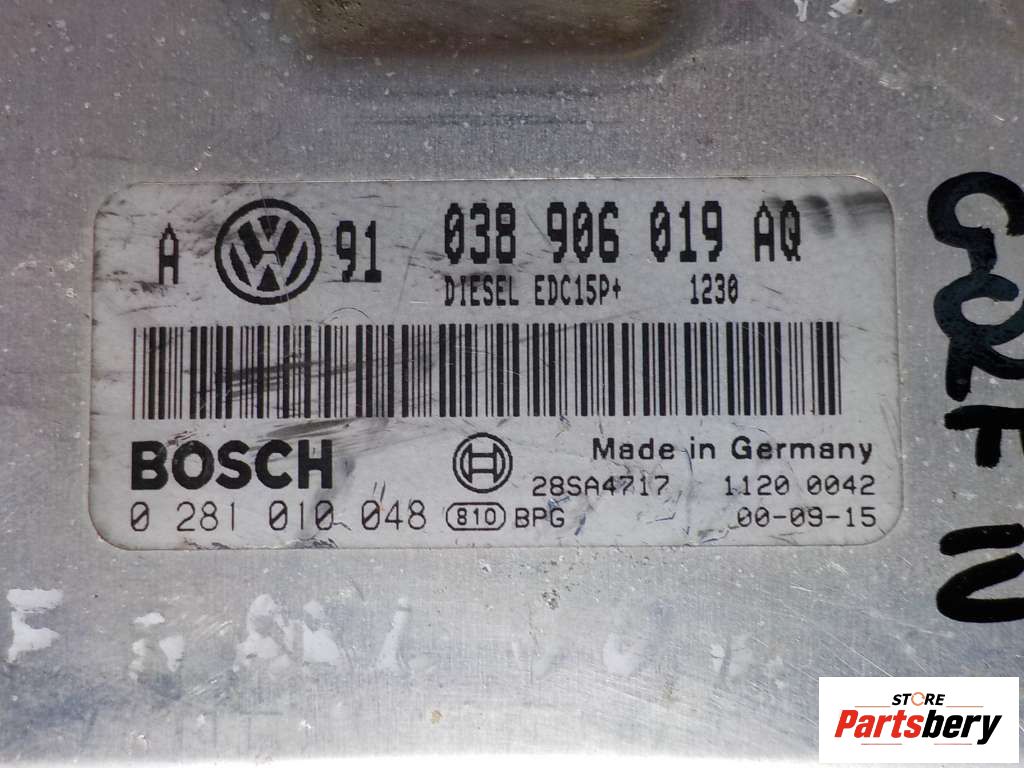 A VW 91 038 906 019 AQ
DIESEL EDC15P+ 1230
BOSCH
Made in Germany
28SA4717 1120 0042
0 281 010 048 810 BPG 00-09-15
STORE
Partsbery